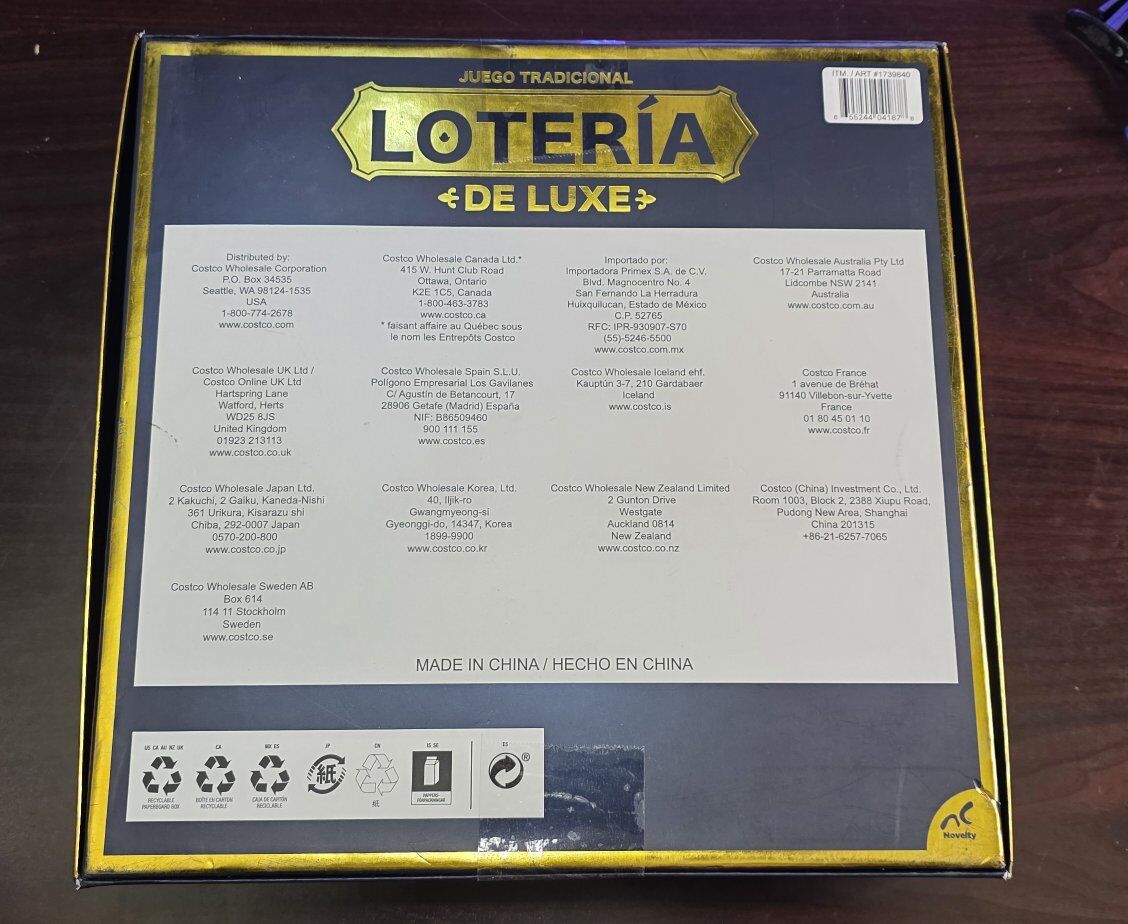 JUEGO TRADICIONAL
LOTERÍA
DE LUXE
ITM. / ART #1739840
6 55244 04167 8
Distributed by:
Costco Wholesale Corporation
P.O. Box 34535
Seattle, WA 98124-1535
USA
1-800-774-2678
www.costco.com
Costco Wholesale Canada Ltd.*
415 W. Hunt Club Road
Ottawa, Ontario
K2E 1C5, Canada
1-800-463-3783
www.costco.ca
* faisant affaire au Québec sous
le nom les Entrepôts Costco
Importado por:
Importadora Primex S.A. de C.V.
Blvd. Magnocentro No. 4
San Fernando La Herradura
Huixquilucan, Estado de México
C.P. 52765
RFC: IPR-930907-S70
(55)-5246-5500
www.costco.com.mx
Costco Wholesale Australia Pty Ltd
17-21 Parramatta Road
Lidcombe NSW 2141
Australia
www.costco.com.au
Costco Wholesale UK Ltd /
Costco Online UK Ltd
Hartspring Lane
Watford, Herts
WD25 8JS
United Kingdom
01923 213113
www.costco.co.uk
Costco Wholesale Spain S.L.U.
Polígono Empresarial Los Gavilanes
C/ Agustín de Betancourt, 17
28906 Getafe (Madrid) España
NIF: B86509460
900 111 155
www.costco.es
Costco Wholesale Iceland ehf.
Kauptún 3-7, 210 Gardabaer
Iceland
www.costco.is
Costco France
1 avenue de Bréhat
91140 Villebon-sur-Yvette
France
01 80 45 01 10
www.costco.fr
Costco Wholesale Japan Ltd.
2 Kakuchi, 2 Gaiku, Kaneda-Nishi
361 Urikura, Kisarazu shi
Chiba, 292-0007 Japan
0570-200-800
www.costco.co.jp
Costco Wholesale Korea, Ltd.
40, Iljik-ro
Gwangmyeong-si
Gyeonggi-do, 14347, Korea
1899-9900
www.costco.co.kr
Costco Wholesale New Zealand Limited
2 Gunton Drive
Westgate
Auckland 0814
New Zealand
www.costco.co.nz
Costco (China) Investment Co., Ltd.
Room 1003, Block 2, 2388 Xiupu Road,
Pudong New Area, Shanghai
China 201315
+86-21-6257-7065
Costco Wholesale Sweden AB
Box 614
114 11 Stockholm
Sweden
www.costco.se
MADE IN CHINA / HECHO EN CHINA
US CA AU NZ UK
RECYCLABLE
PAPERBOARD BOX
CA
BOÎTE EN CARTON
RECYCLABLE
MX ES
CAJA DE CARTÓN
RECICLABLE
JP
紙
CN
紙
IS SE
PAPPERS-
FÖRPACKNINGAR
ES
®
Novelty